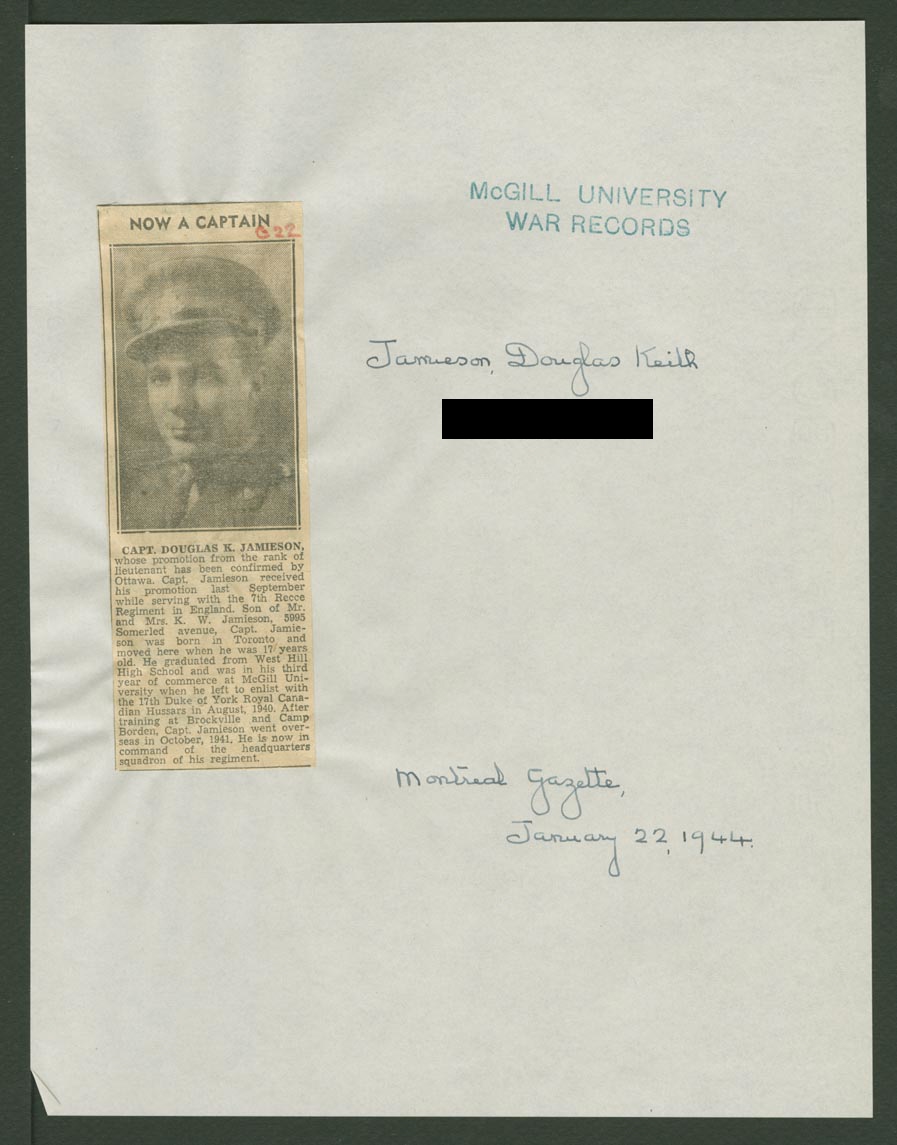 McGILL UNIVERSITY
WAR RECORDS
NOW A CAPTAIN
G22
Jamieson, Douglas Keith
CAPT. DOUGLAS K. JAMIESON,
whose promotion from the rank of
lieutenant has been confirmed by
Ottawa. Capt. Jamieson received
his promotion last September
while serving with the 7th Recce
Regiment in England. Son of Mr.
and Mrs. K. W. Jamieson, 5995
Somerled avenue, Capt. Jamie-
son was born in Toronto and
moved here when he was 17 years
old. He graduated from West Hill
High School and was in his third
year of commerce at McGill Uni-
versity when he left to enlist with
the 17th Duke of York Royal Cana-
dian Hussars in August, 1940. After
training at Brockville and Camp
Borden, Capt. Jamieson went over-
seas in October, 1941. He is now in
command of the headquarters
squadron of his regiment.
Montreal Gazette,
January 22, 1944.